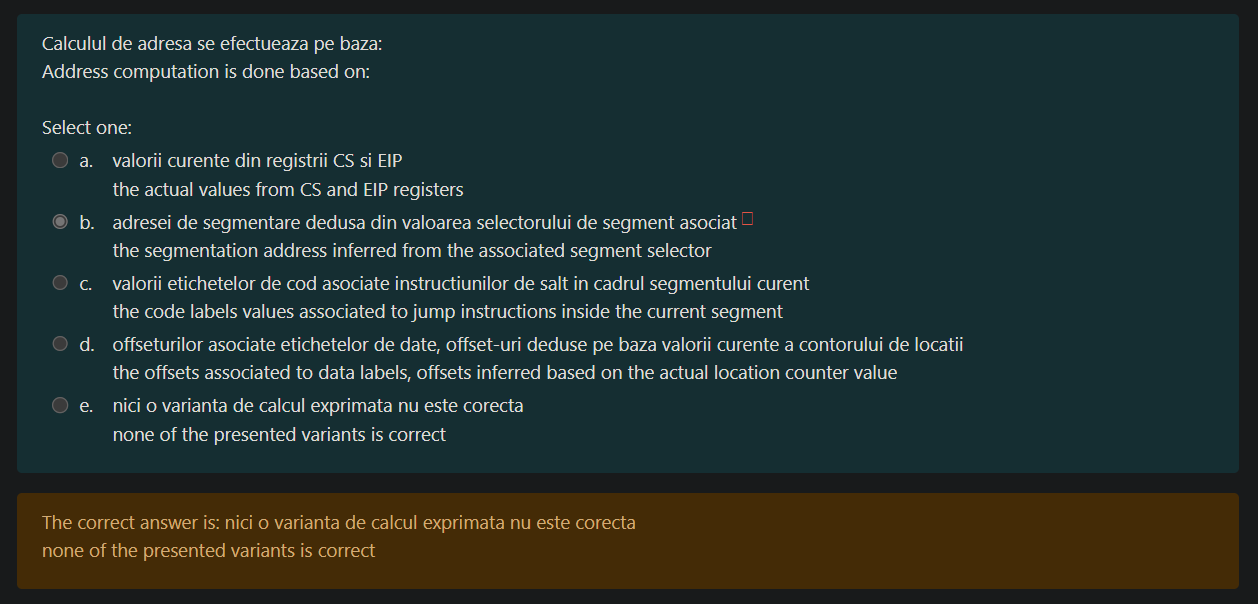 Calculul de adresa se efectueaza pe baza:
Address computation is done based on:
Select one:
a. valorii curente din registrii CS si EIP
the actual values from CS and EIP registers
b. adresei de segmentare dedusa din valoarea selectorului de segment asociat
the segmentation address inferred from the associated segment selector
c. valorii etichetelor de cod asociate instructiunilor de salt in cadrul segmentului curent
the code labels values associated to jump instructions inside the current segment
d. offseturilor asociate etichetelor de date, offset-uri deduse pe baza valorii curente a contorului de locatii
the offsets associated to data labels, offsets inferred based on the actual location counter value
e. nici o varianta de calcul exprimata nu este corecta
none of the presented variants is correct
The correct answer is: nici o varianta de calcul exprimata nu este corecta
none of the presented variants is correct